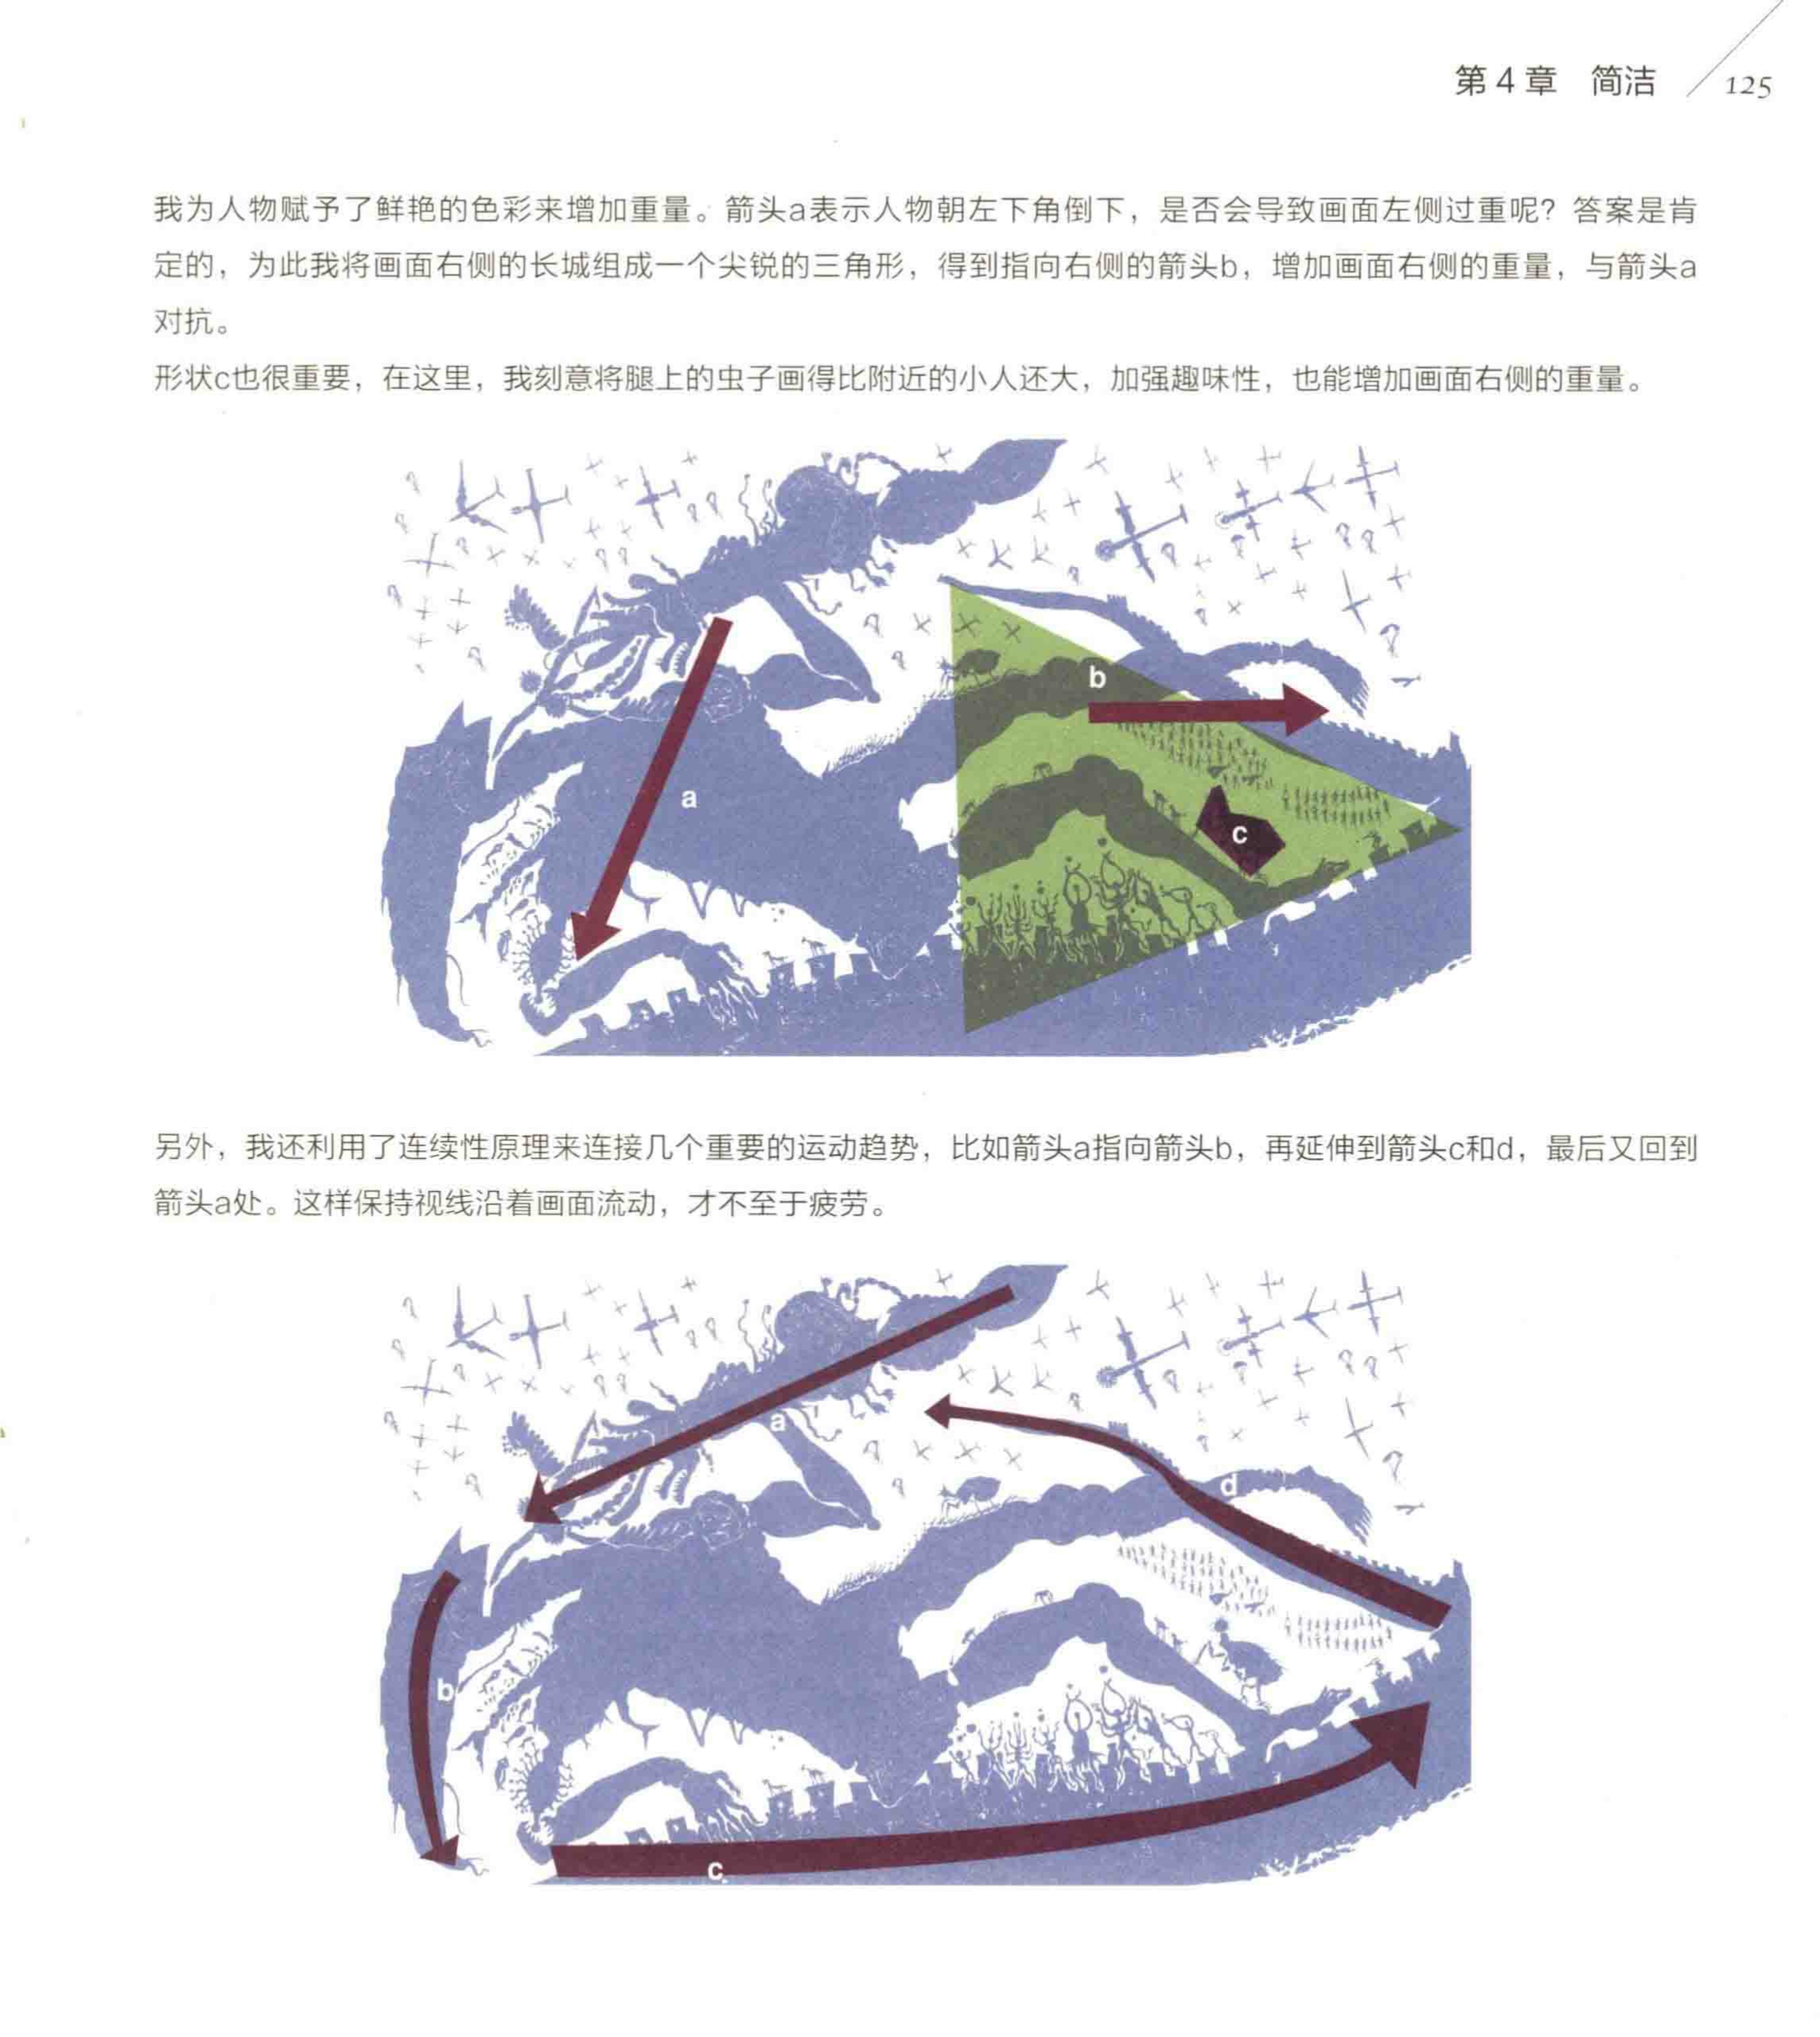 第4章 简洁 125
我为人物赋予了鲜艳的色彩来增加重量。箭头a表示人物朝左下角倒下，是否会导致画面左侧过重呢？答案是肯
定的，为此我将画面右侧的长城组成一个尖锐的三角形，得到指向右侧的箭头b，增加画面右侧的重量，与箭头a
对抗。
形状c也很重要，在这里，我刻意将腿上的虫子画得比附近的小人还大，加强趣味性，也能增加画面右侧的重量。
b
a
c
另外，我还利用了连续性原理来连接几个重要的运动趋势，比如箭头a指向箭头b，再延伸到箭头c和d，最后又回到
箭头a处。这样保持视线沿着画面流动，才不至于疲劳。
a
d
b
c